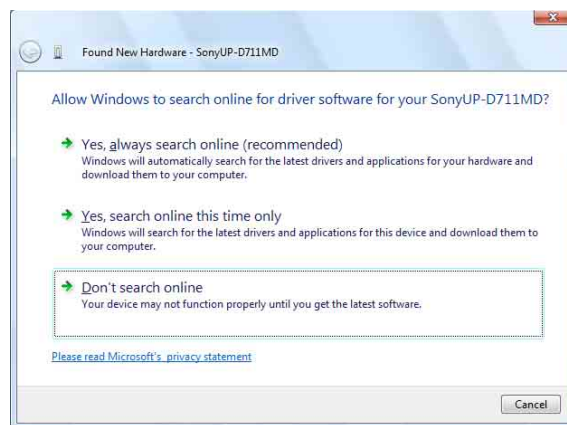 Found New Hardware - SonyUP-D711MD
Allow Windows to search online for driver software for your SonyUP-D711MD?
Yes, always search online (recommended)
Windows will automatically search for the latest drivers and applications for your hardware and
download them to your computer.
Yes, search online this time only
Windows will search for the latest drivers and applications for this device and download them to
your computer.
Don't search online
Your device may not function properly until you get the latest software.
Please read Microsoft's privacy statement
Cancel